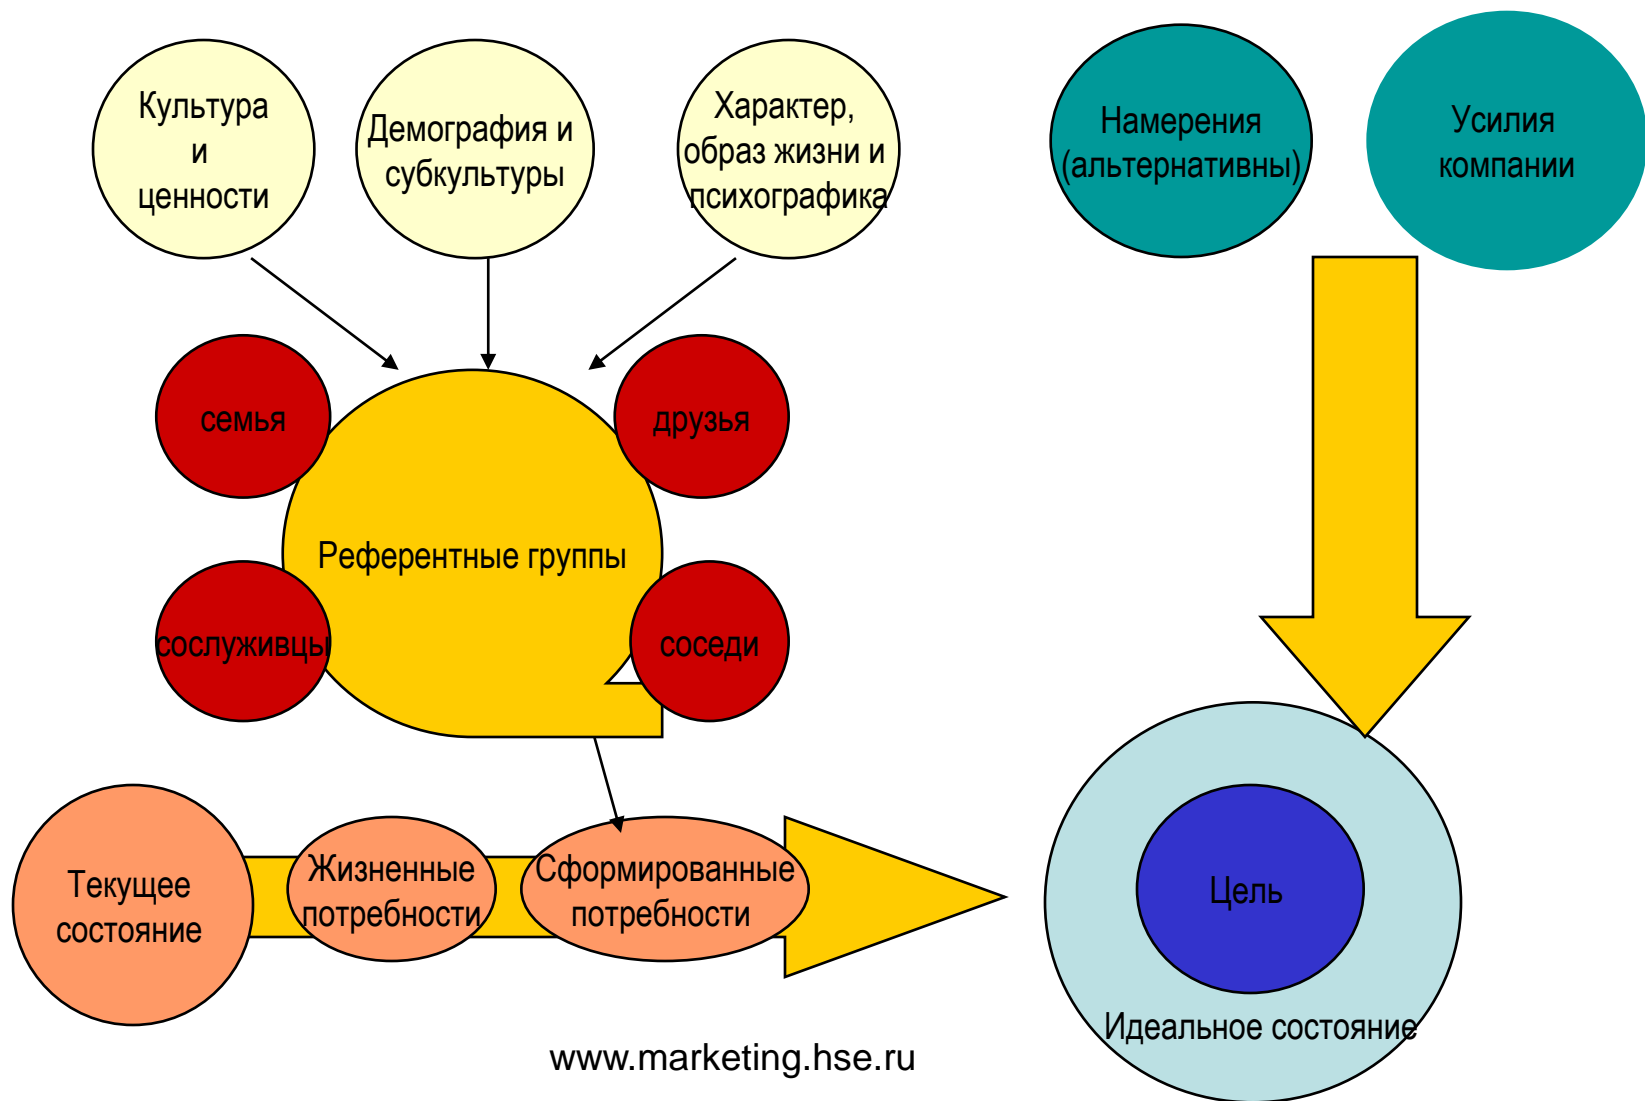 Культура
и
ценности
Демография и
субкультуры
Характер,
образ жизни и
психографика
Намерения
(альтернативны)
Усилия
компании
семья
друзья
Референтные группы
сослуживцы
соседи
Текущее
состояние
Жизненные
потребности
Сформированные
потребности
Цель
Идеальное состояние
www.marketing.hse.ru